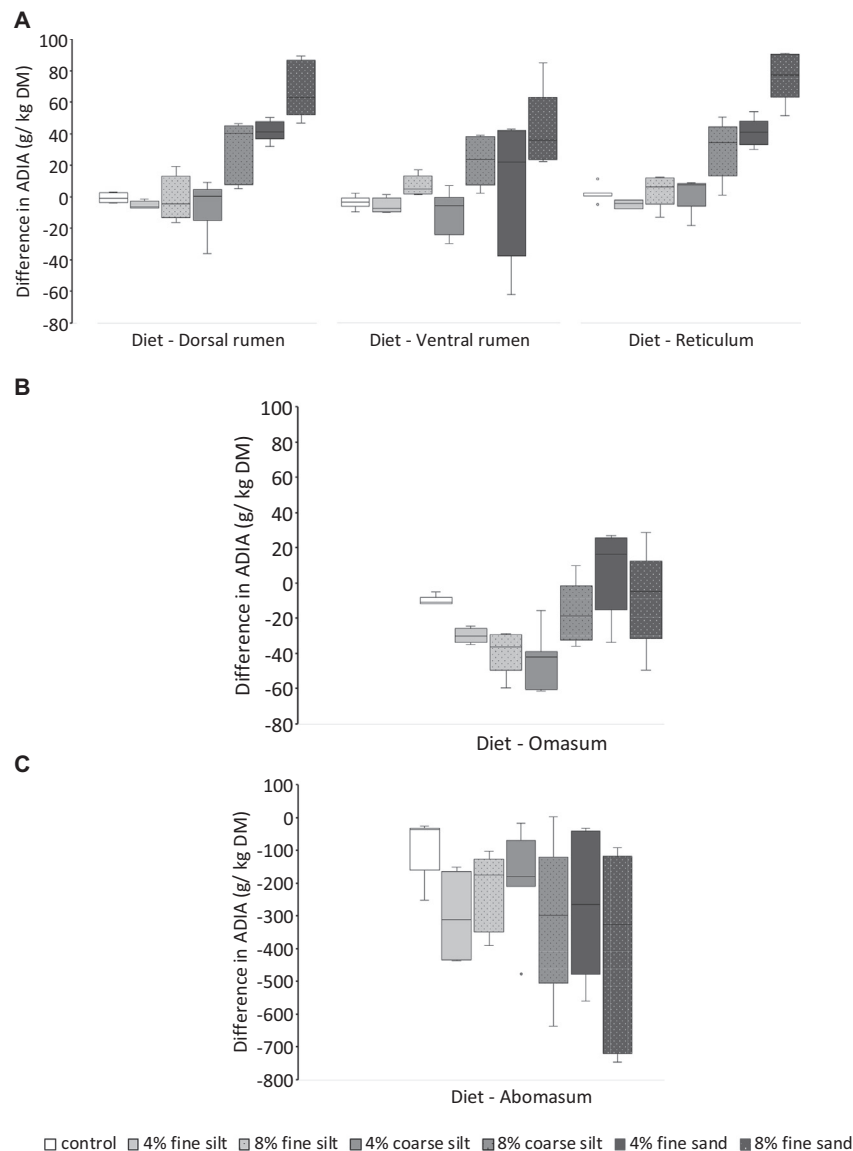 A
Difference in ADIA (g/ kg DM)
100
80
60
40
20
0
-20
-40
-60
-80
Diet - Dorsal rumen
Diet - Ventral rumen
Diet - Reticulum
B
Difference in ADIA (g/ kg DM)
100
80
60
40
20
0
-20
-40
-60
-80
Diet - Omasum
C
Difference in ADIA (g/ kg DM)
100
0
-100
-200
-300
-400
-500
-600
-700
-800
Diet - Abomasum
control 4% fine silt 8% fine silt 4% coarse silt 8% coarse silt 4% fine sand 8% fine sand